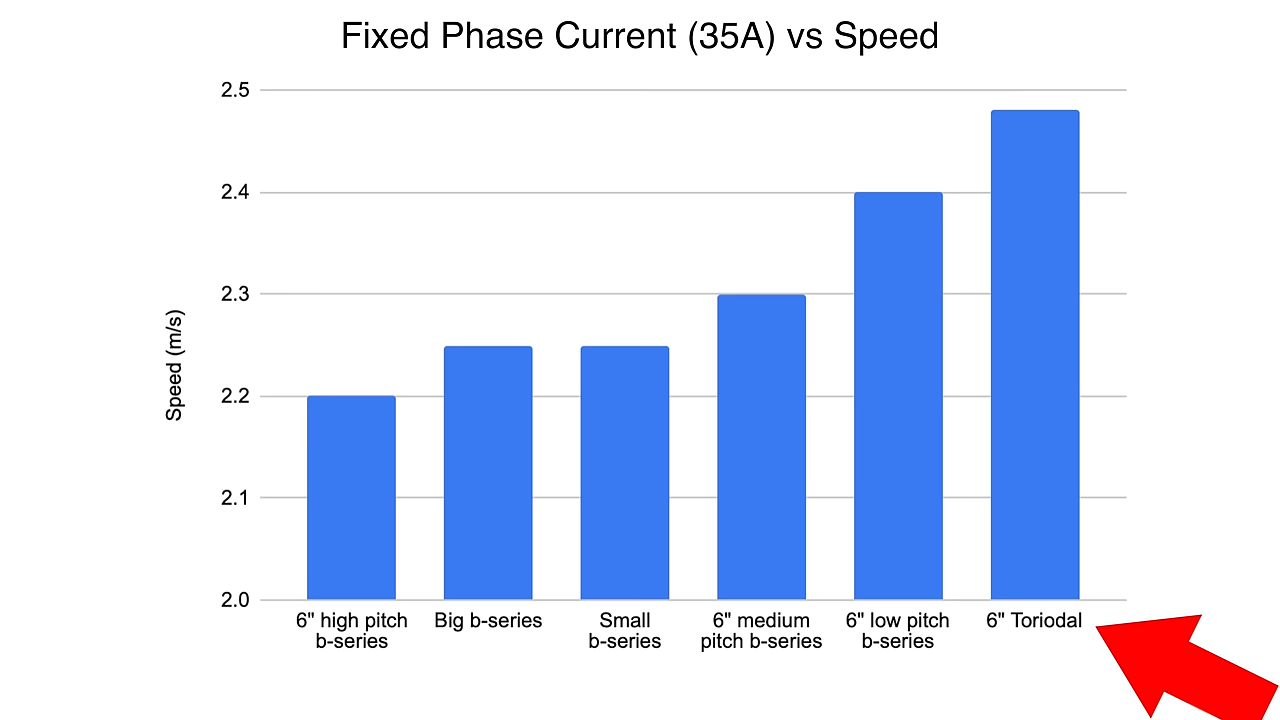 Fixed Phase Current (35A) vs Speed
2.5
2.4
2.3
2.2
2.1
2.0
Speed (m/s)
6" high pitch
b-series
Big b-series
Small
b-series
6" medium
pitch b-series
6" low pitch
b-series
6" Toriodal